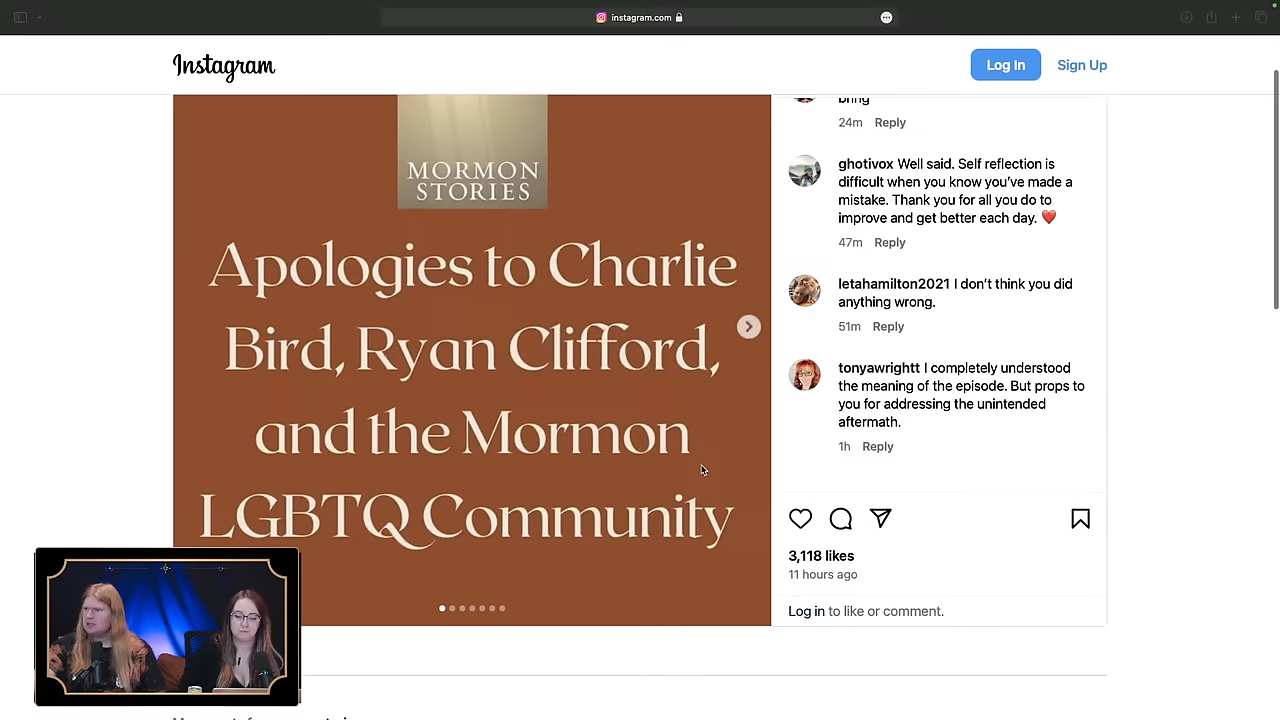 instagram.com
Instagram
Log In
Sign Up
MORMON
STORIES
Apologies to Charlie
Bird, Ryan Clifford,
and the Mormon
LGBTQ Community
bring
24m Reply
ghotivox Well said. Self reflection is
difficult when you know you've made a
mistake. Thank you for all you do to
improve and get better each day. ❤️
47m Reply
letahamilton2021 I don't think you did
anything wrong.
51m Reply
tonyawrightt I completely understood
the meaning of the episode. But props to
you for addressing the unintended
aftermath.
1h Reply
3,118 likes
11 hours ago
Log in to like or comment.